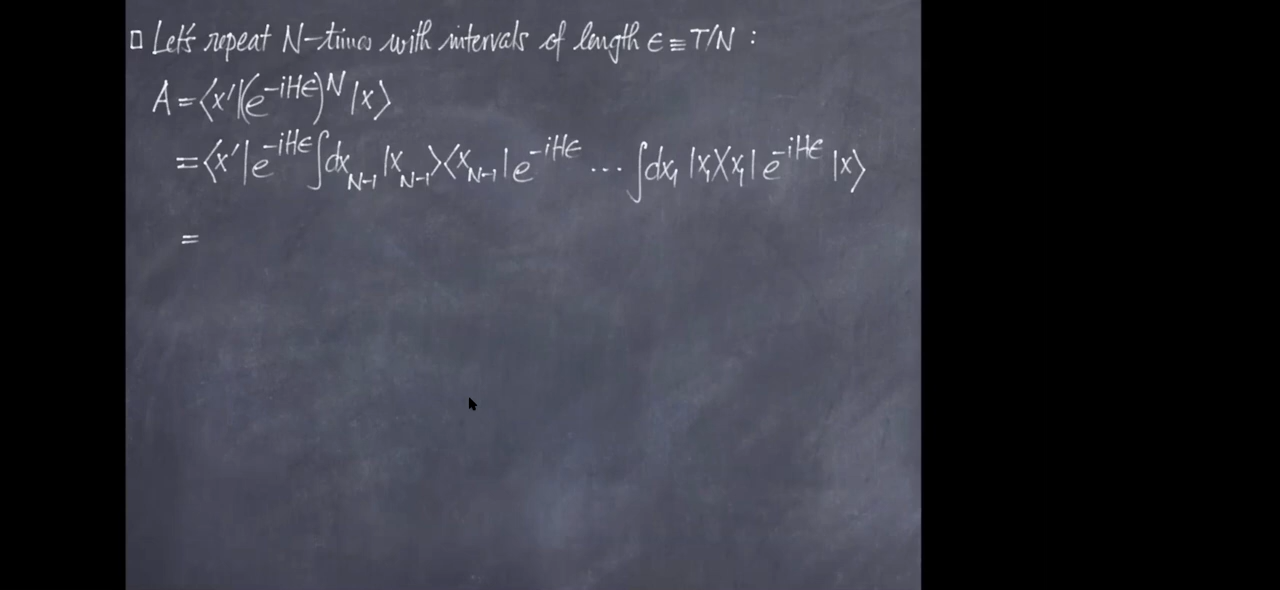 □ Let's repeat N-times with intervals of length ϵ ≡ T/N :
A = ⟨x'|(e^{-iHϵ})^N |x⟩
= ⟨x'| e^{-iHϵ} ∫dx_{N-1} |x_{N-1}⟩⟨x_{N-1}| e^{-iHϵ} ... ∫dx_1 |x_1⟩⟨x_1| e^{-iHϵ} |x⟩
=